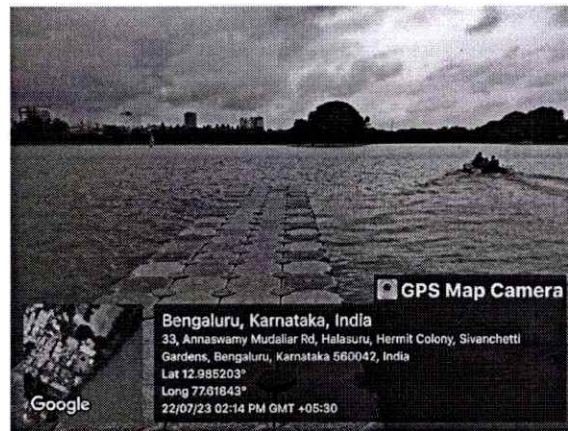 GPS Map Camera
Bengaluru, Karnataka, India
33, Annaswamy Mudaliar Rd, Halasuru, Hermit Colony, Sivanchetti
Gardens, Bengaluru, Karnataka 560042, India
Lat 12.985203°
Long 77.61643°
22/07/23 02:14 PM GMT +05:30
Google